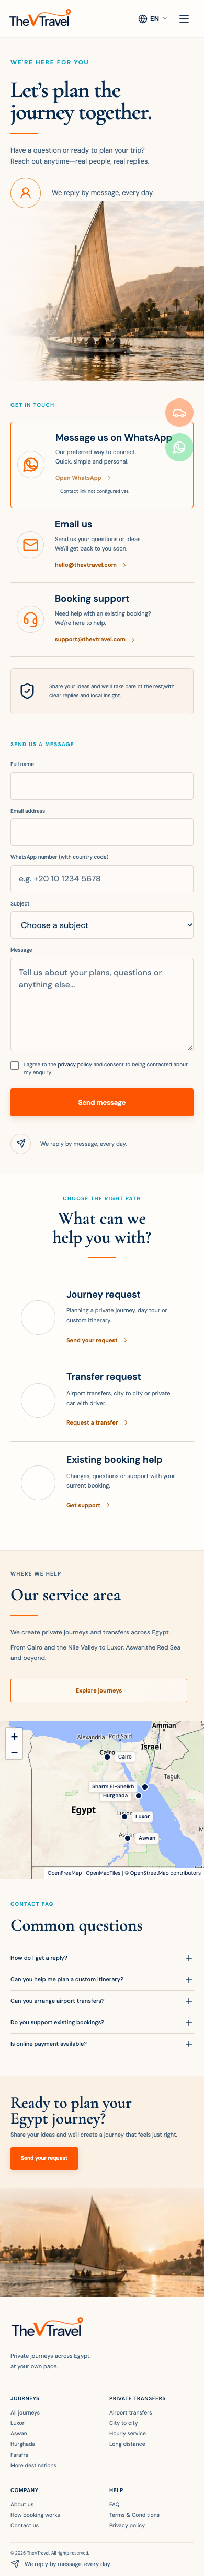 TheVTravel
EN
WE'RE HERE FOR YOU
Let's plan the
journey together.
Have a question or ready to plan your trip?
Reach out anytime—real people, real replies.
We reply by message, every day.
GET IN TOUCH
Message us on WhatsApp
Our preferred way to connect.
Quick, simple and personal.
Open WhatsApp
Contact link not configured yet.
Email us
Send us your questions or ideas.
We'll get back to you soon.
hello@thevtravel.com
Booking support
Need help with an existing booking?
We're here to help.
support@thevtravel.com
Share your ideas and we'll take care of the rest,with
clear replies and local insight.
SEND US A MESSAGE
Full name
Email address
WhatsApp number (with country code)
e.g. +20 10 1234 5678
Subject
Choose a subject
Message
Tell us about your plans, questions or
anything else...
I agree to the privacy policy and consent to being contacted about
my enquiry.
Send message
We reply by message, every day.
CHOOSE THE RIGHT PATH
What can we
help you with?
Journey request
Planning a private journey, day tour or
custom itinerary.
Send your request
Transfer request
Airport transfers, city to city or private
car with driver.
Request a transfer
Existing booking help
Changes, questions or support with your
current booking.
Get support
WHERE WE HELP
Our service area
We create private journeys and transfers across Egypt.
From Cairo and the Nile Valley to Luxor, Aswan,the Red Sea
and beyond.
Explore journeys
+
−
Amman
Alexandria
Port Said
Israel
Cairo
Cairo
Tabuk
Sharm El-Sheikh
Hurghada
Egypt
Luxor
Luxor
Aswan
Aswan
OpenFreeMap | OpenMapTiles | © OpenStreetMap contributors
CONTACT FAQ
Common questions
How do I get a reply?
Can you help me plan a custom itinerary?
Can you arrange airport transfers?
Do you support existing bookings?
Is online payment available?
Ready to plan your
Egypt journey?
Share your ideas and we'll create a journey that feels just right.
Send your request
TheVTravel
Private journeys across Egypt,
at your own pace.
JOURNEYS
All journeys
Luxor
Aswan
Hurghada
Farafra
More destinations
PRIVATE TRANSFERS
Airport transfers
City to city
Hourly service
Long distance
COMPANY
About us
How booking works
Contact us
HELP
FAQ
Terms & Conditions
Privacy policy
© 2026 TheVTravel. All rights reserved.
We reply by message, every day.